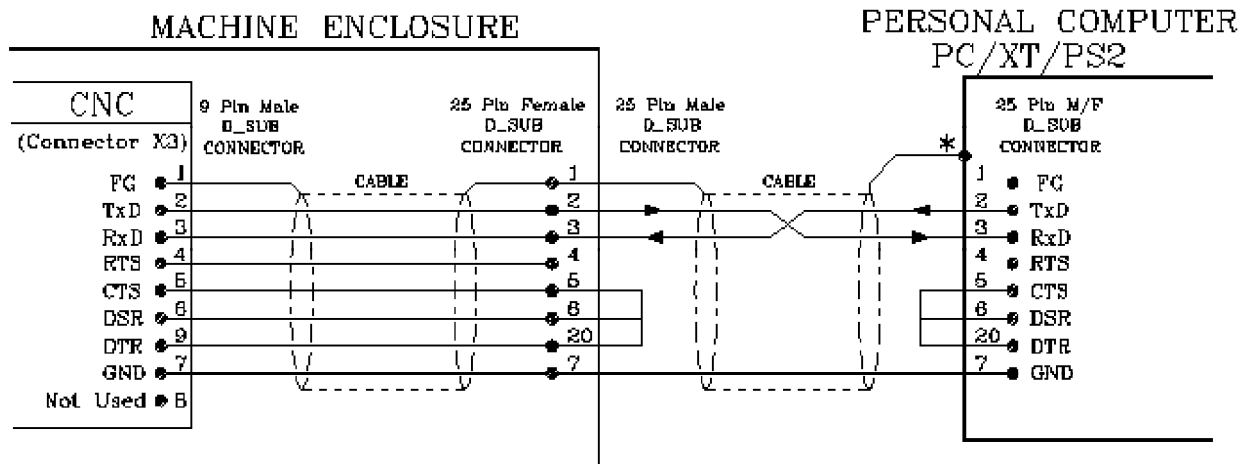 MACHINE ENCLOSURE
PERSONAL COMPUTER
PC/XT/PS2
CNC
(Connector X3)
9 Pin Male
D_SUB
CONNECTOR
25 Pin Female
D_SUB
CONNECTOR
25 Pin Male
D_SUB
CONNECTOR
25 Pin M/F
D_SUB
CONNECTOR
*
FG 1 CABLE 1 CABLE 1 FG
TxD 2 2 2 TxD
RxD 3 3 3 RxD
RTS 4 4 4 RTS
CTS 5 5 5 CTS
DSR 6 6 6 DSR
DTR 9 20 20 DTR
GND 7 7 7 GND
Not Used 8